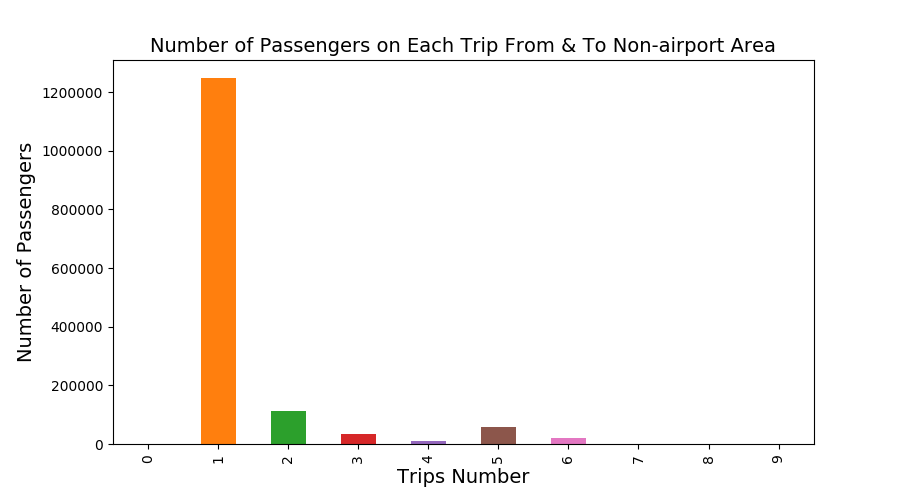 Number of Passengers on Each Trip From & To Non-airport Area
Number of Passengers
1200000
1000000
800000
600000
400000
200000
0
0 1 2 3 4 5 6 7 8 9
Trips Number